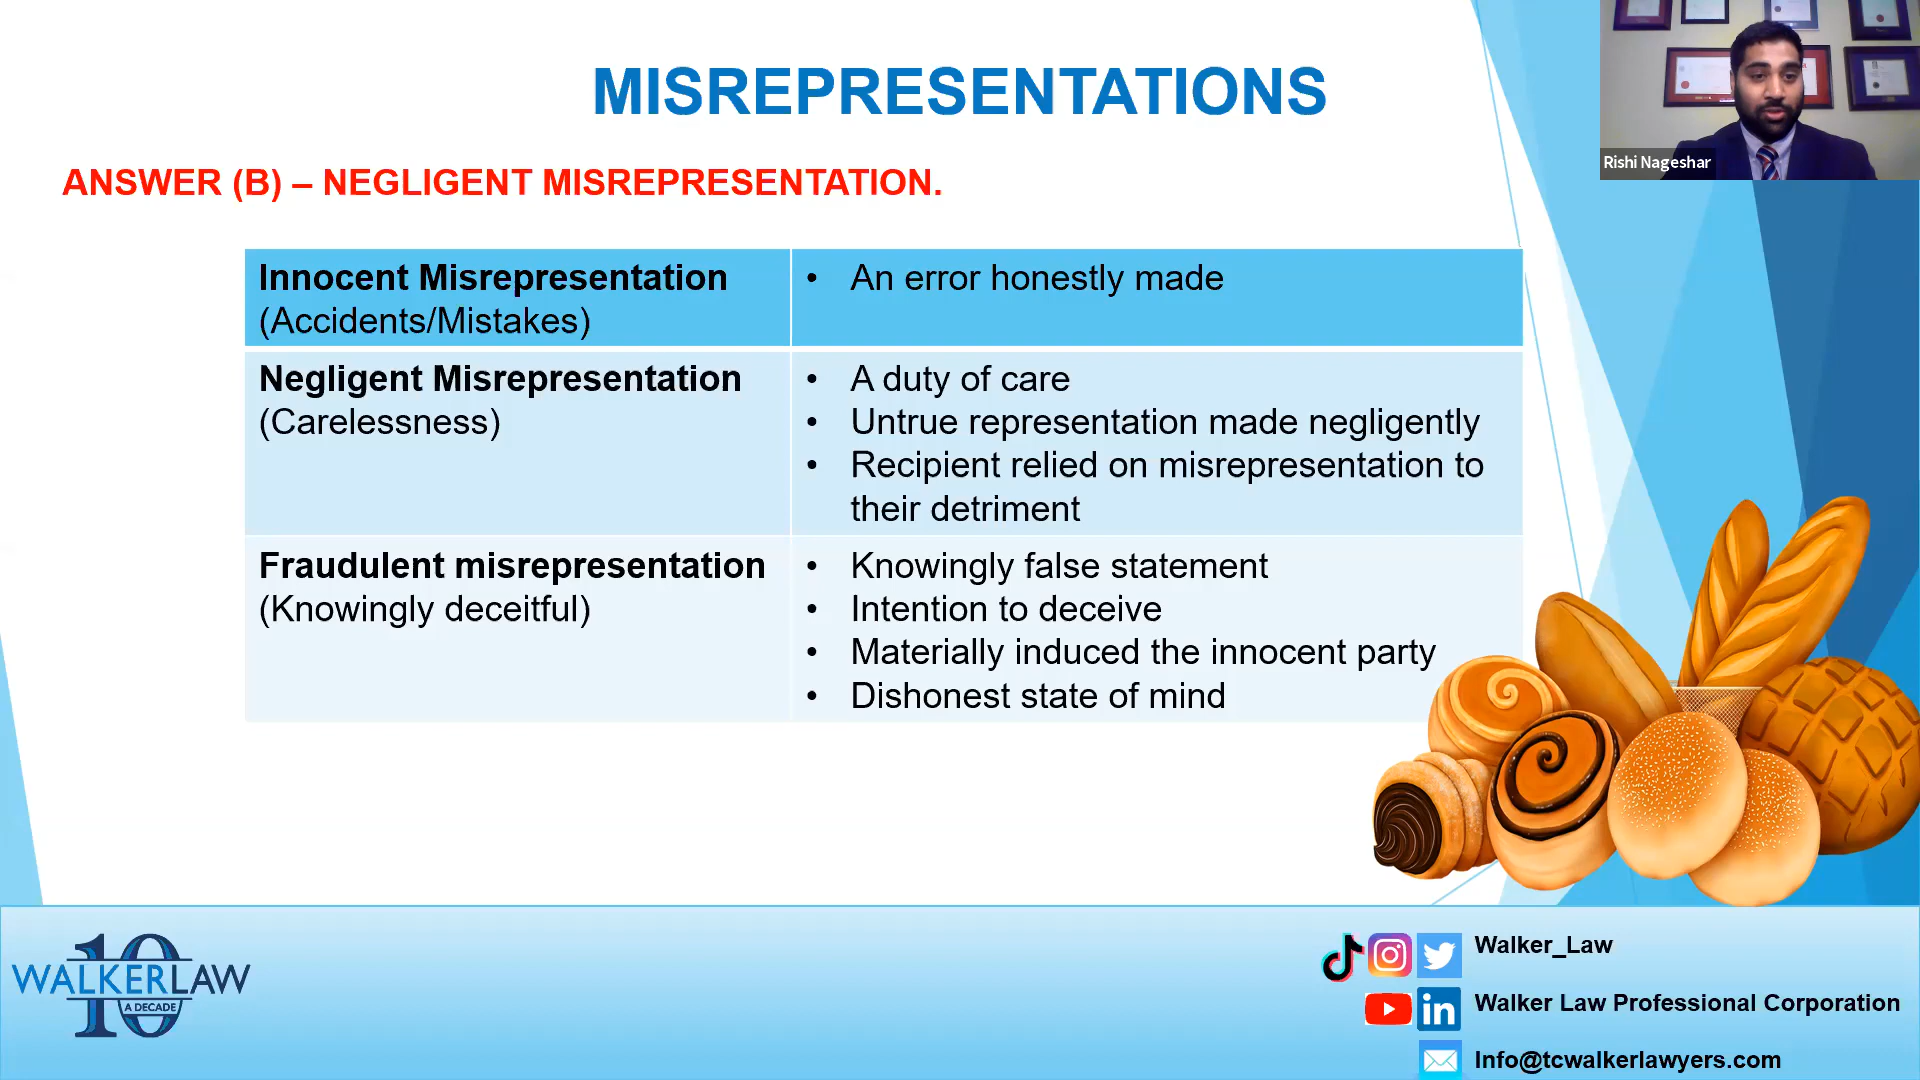 MISREPRESENTATIONS
Rishi Nageshar
ANSWER (B) – NEGLIGENT MISREPRESENTATION.
Innocent Misrepresentation
(Accidents/Mistakes)
• An error honestly made
Negligent Misrepresentation
(Carelessness)
• A duty of care
• Untrue representation made negligently
• Recipient relied on misrepresentation to
their detriment
Fraudulent misrepresentation
(Knowingly deceitful)
• Knowingly false statement
• Intention to deceive
• Materially induced the innocent party
• Dishonest state of mind
10
WALKERLAW
A DECADE
Walker_Law
in
Walker Law Professional Corporation
Info@tcwalkerlawyers.com